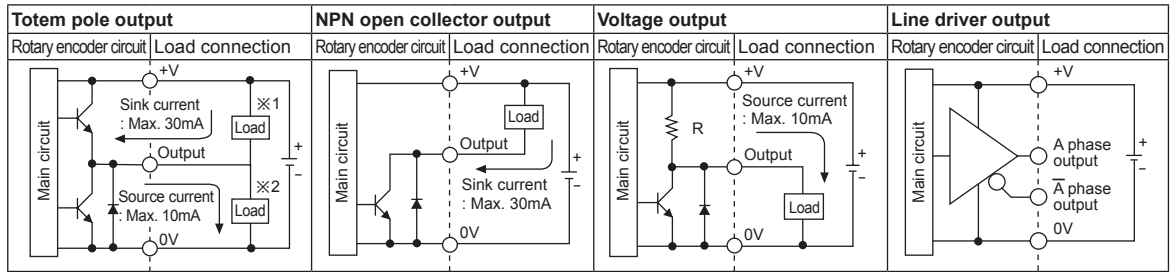 Totem pole output
Rotary encoder circuit Load connection
Main circuit
+V
Sink current
: Max. 30mA
※1
Load
Output
+
−
Source current
: Max. 10mA
※2
Load
0V
NPN open collector output
Rotary encoder circuit Load connection
Main circuit
+V
Load
Output
+
−
Sink current
: Max. 30mA
0V
Voltage output
Rotary encoder circuit Load connection
Main circuit
+V
Source current
: Max. 10mA
R
Output
+
−
Load
0V
Line driver output
Rotary encoder circuit Load connection
Main circuit
+V
A phase
output
+
−
A̅ phase
output
0V